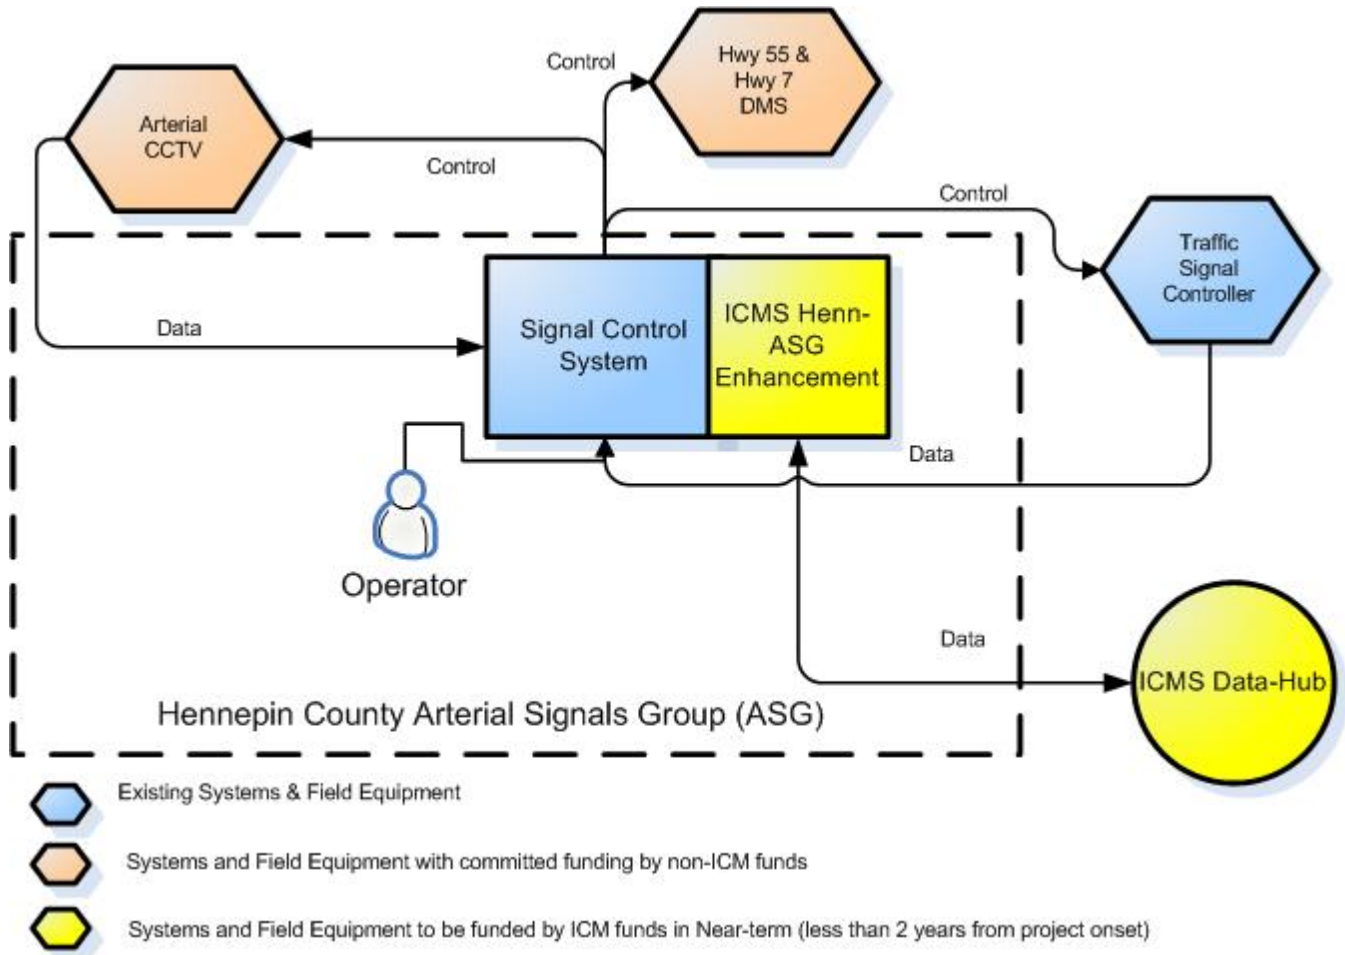 Hwy 55 &
Hwy 7
DMS
Control
Arterial
CCTV
Control
Control
Traffic
Signal
Controller
Signal Control
System
ICMS Henn-
ASG
Enhancement
Data
Data
Operator
Data
ICMS Data-Hub
Hennepin County Arterial Signals Group (ASG)
Existing Systems & Field Equipment
Systems and Field Equipment with committed funding by non-ICM funds
Systems and Field Equipment to be funded by ICM funds in Near-term (less than 2 years from project onset)